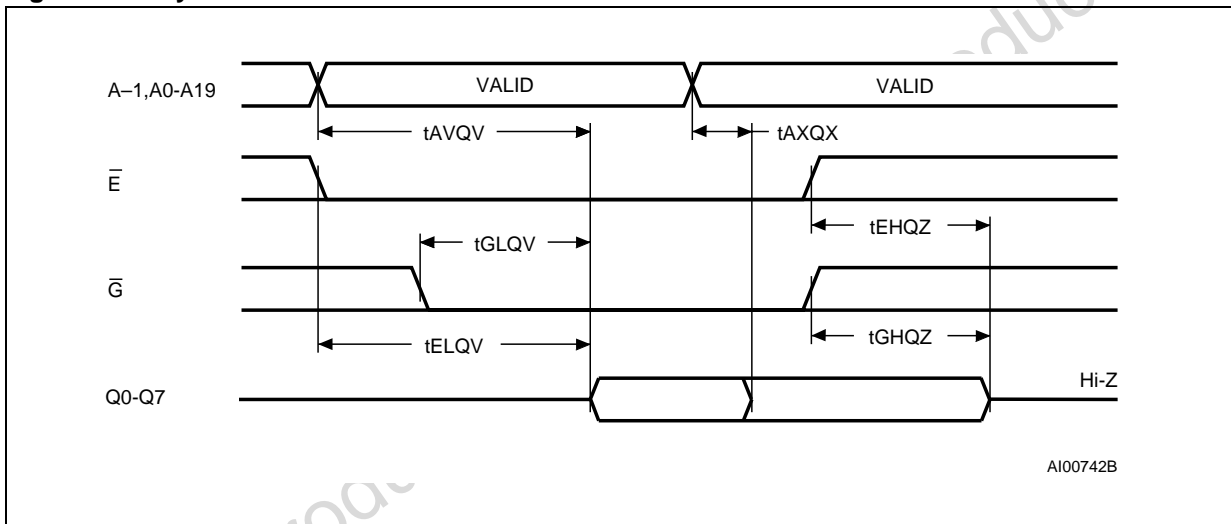 A–1,A0-A19
VALID
VALID
tAVQV
tAXQX
E
tEHQZ
tGLQV
G
tGHQZ
tELQV
Hi-Z
Q0-Q7
AI00742B